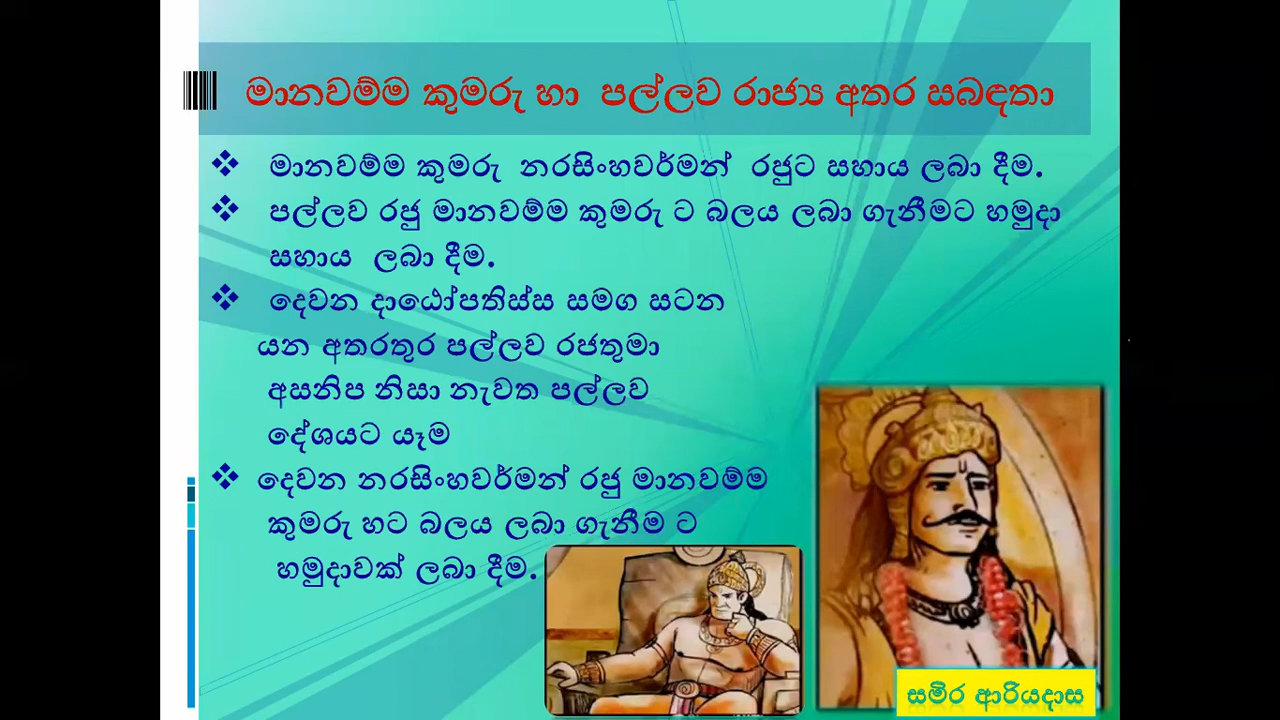 මානවම්ම කුමරු හා පල්ලව රාජ්‍ය අතර සබඳතා
❖ මානවම්ම කුමරු නරසිංහවර්මන් රජුට සහාය ලබා දීම.
❖ පල්ලව රජු මානවම්ම කුමරු ට බලය ලබා ගැනීමට හමුදා
සහාය ලබා දීම.
❖ දෙවන දාඨෝපතිස්ස සමග සටන
යන අතරතුර පල්ලව රජතුමා
අසනිප නිසා නැවත පල්ලව
දේශයට යෑම
❖ දෙවන නරසිංහවර්මන් රජු මානවම්ම
කුමරු හට බලය ලබා ගැනීම ට
හමුදාවක් ලබා දීම.
සමිර ආරියදාස